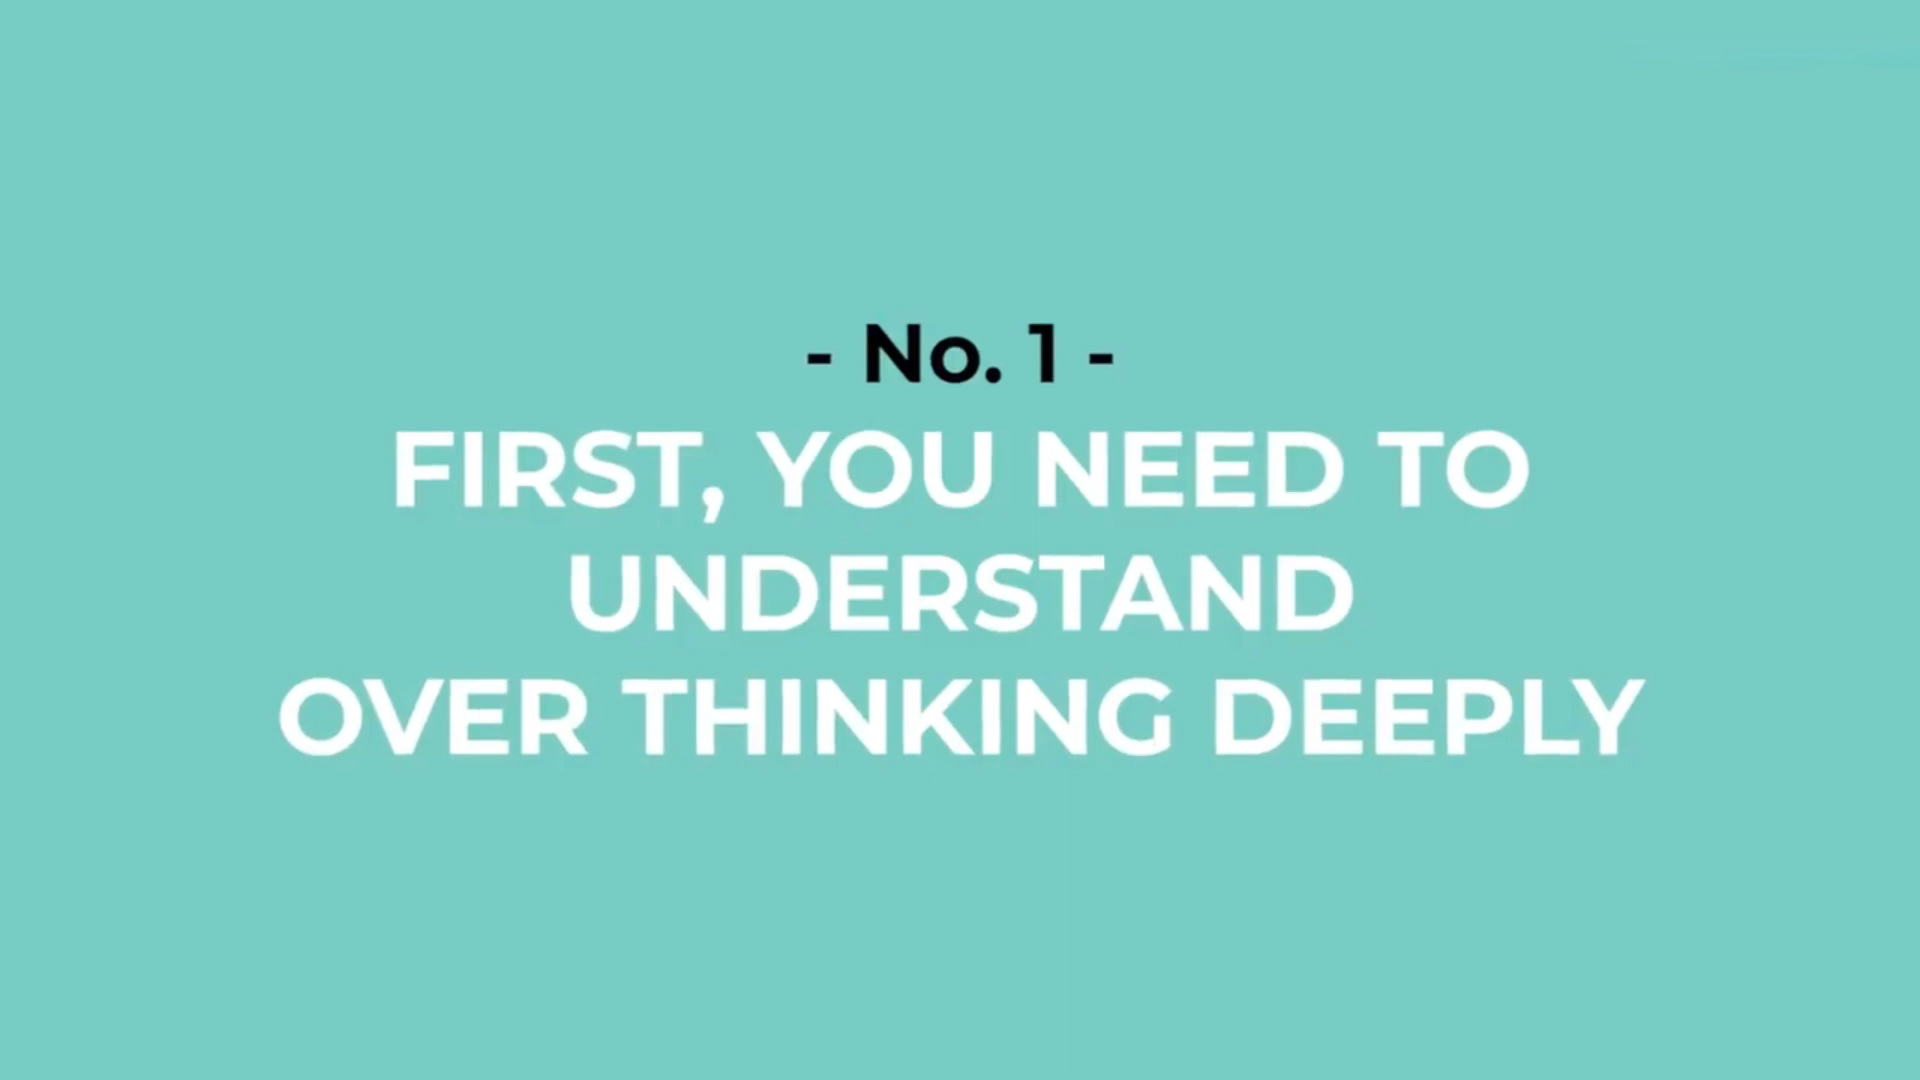 - No. 1 -
FIRST, YOU NEED TO
UNDERSTAND
OVER THINKING DEEPLY